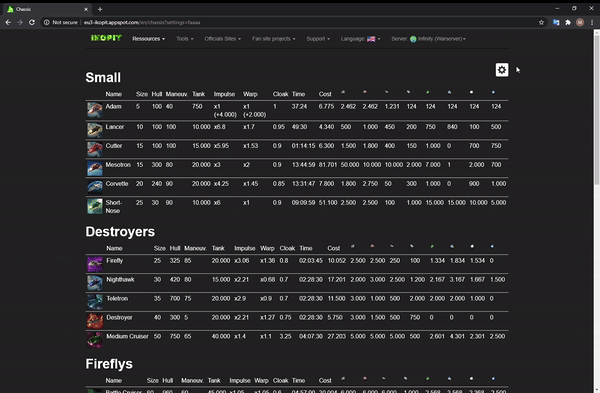 Chassis
Not secure | eu3-ikopit.appspot.com/en/chassis?settings=faaaa
IKOPIT Ressources Tools Officials Sites Fan site projects Support Language: Server: Infinity (Warserver)
Small
Name Size Hull Maneuv. Tank Impulse Warp Cloak Time Cost
Adam 5 100 40 750 x1 (+4.000) x1 (+2.000) 1 37:24 6.775 2.462 2.462 1.231 124 124 124 124 124
Lancer 10 100 100 10.000 x6.8 x1.7 0.95 49:30 4.340 500 1.000 450 200 750 840 100 500
Cutter 15 100 100 15.000 x5.95 x1.53 0.9 01:14:15 6.300 1.500 1.800 400 150 1.000 0 700 750
Mesotron 15 300 80 20.000 x3 x2 0.9 13:44:59 81.701 50.000 10.000 10.000 2.000 7.000 1 2.000 700
Corvette 20 240 90 20.000 x4.25 x1.45 0.85 13:31:47 7.800 1.800 2.750 50 300 1.000 0 900 1.000
Short-Nose 25 30 90 10.000 x6 x1 0.9 09:09:59 51.100 2.500 2.500 100 1.000 15.000 15.000 10.000 5.000
Destroyers
Name Size Hull Maneuv. Tank Impulse Warp Cloak Time Cost
Firefly 25 325 85 20.000 x3.06 x1.36 0.8 02:03:45 10.052 2.500 2.500 250 100 1.334 1.834 1.534 0
Nighthawk 30 420 80 15.000 x2.21 x0.68 0.7 02:28:30 17.201 2.000 3.000 2.500 1.200 2.167 3.167 1.667 1.500
Teletron 35 700 75 20.000 x2.9 x0.9 0.7 02:28:30 11.500 3.000 1.000 500 2.000 2.000 2.000 1.000 0
Destroyer 40 300 5 20.000 x2.21 x1.27 0.75 02:28:30 5.750 3.000 1.500 500 750 0 0 0 0
Medium Cruiser 50 750 65 40.000 x1.4 x1.1 3.25 04:07:30 27.203 5.000 5.000 5.000 500 2.601 4.301 2.301 2.500
Fireflys
Name Size Hull Maneuv. Tank Impulse Warp Cloak Time Cost